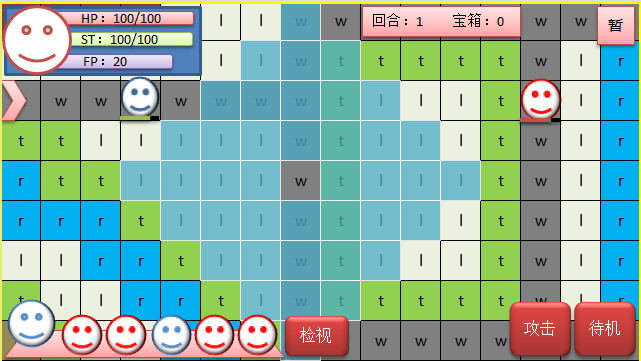 HP：100/100 l l w w 回合：1 宝箱：0 暂
ST：100/100
FP：20 l l w t t t t t w l r
w w w w w w t l l l t l r
t t l l l l l w t l l l t w l r
r t t l l l l w t l l l t w l r
r r r t l l l w t l l l t w l r
l l r r t l l w t l l l t w l r
t l l r r t l w t t t t t r
检视 w w w w 攻击 待机